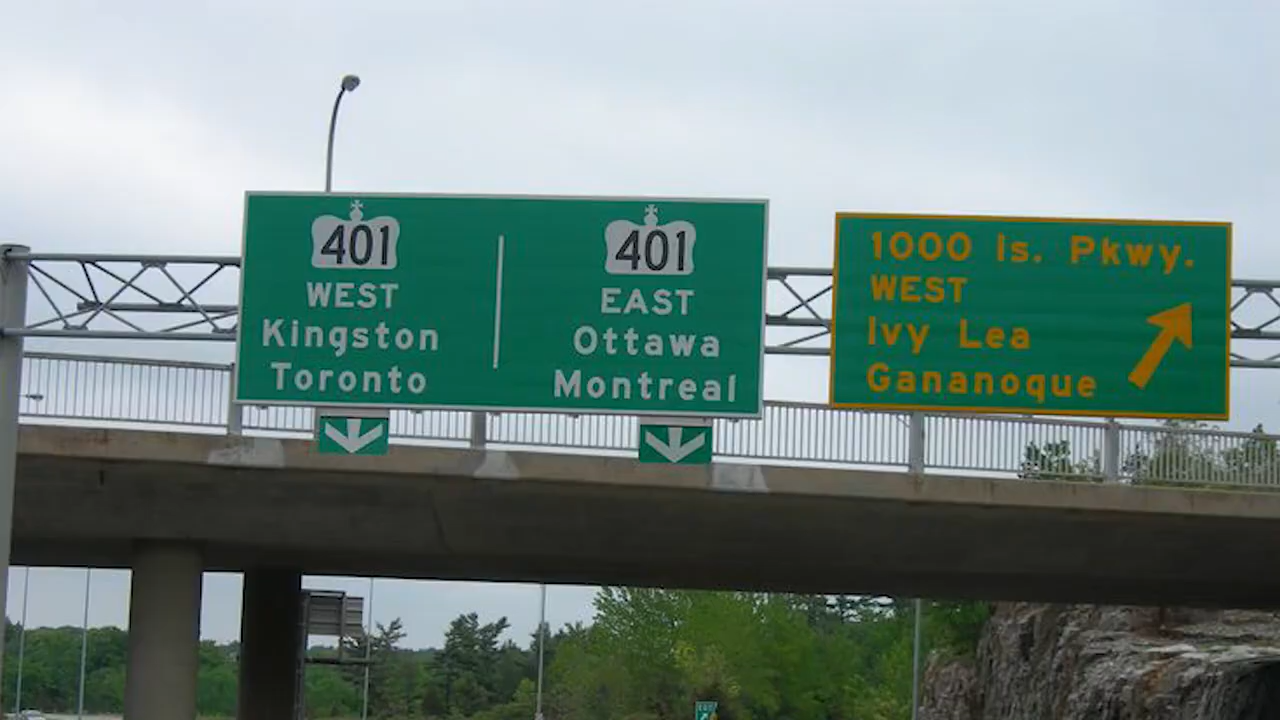 401
WEST
Kingston
Toronto
401
EAST
Ottawa
Montreal
1000 Is. Pkwy.
WEST
Ivy Lea
Gananoque